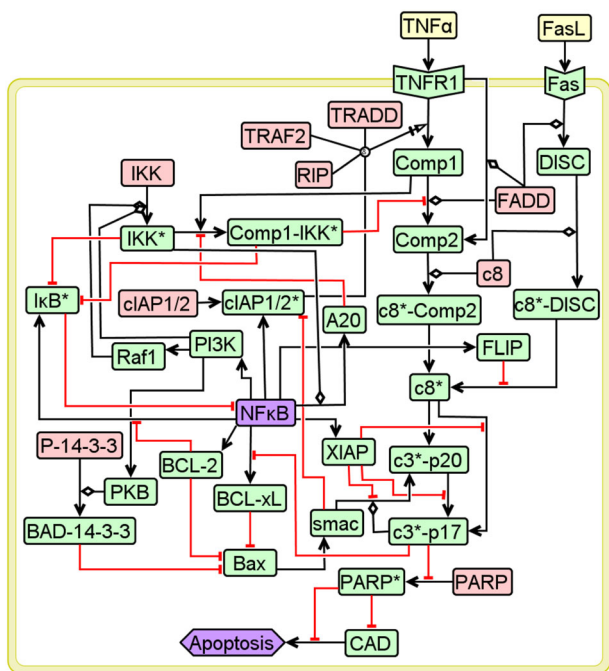 TNFα
FasL
TNFR1
Fas
TRADD
TRAF2
RIP
Comp1
DISC
IKK
FADD
IKK*
Comp1-IKK*
Comp2
c8
IκB*
cIAP1/2
cIAP1/2*
A20
c8*-Comp2
c8*-DISC
Raf1
PI3K
FLIP
c8*
NFκB
P-14-3-3
BCL-2
XIAP
c3*-p20
PKB
BCL-xL
BAD-14-3-3
smac
c3*-p17
Bax
PARP*
PARP
Apoptosis
CAD